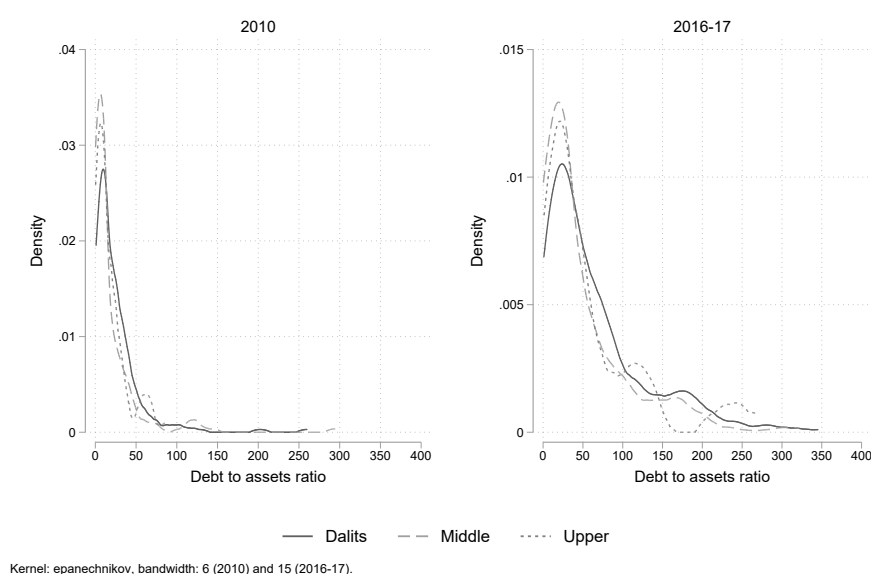 2010
.04
.03
.02
.01
0
Density
0 50 100 150 200 250 300 350 400
Debt to assets ratio
2016-17
.015
.01
.005
0
Density
0 50 100 150 200 250 300 350 400
Debt to assets ratio
Dalits Middle Upper
Kernel: epanechnikov, bandwidth: 6 (2010) and 15 (2016-17).